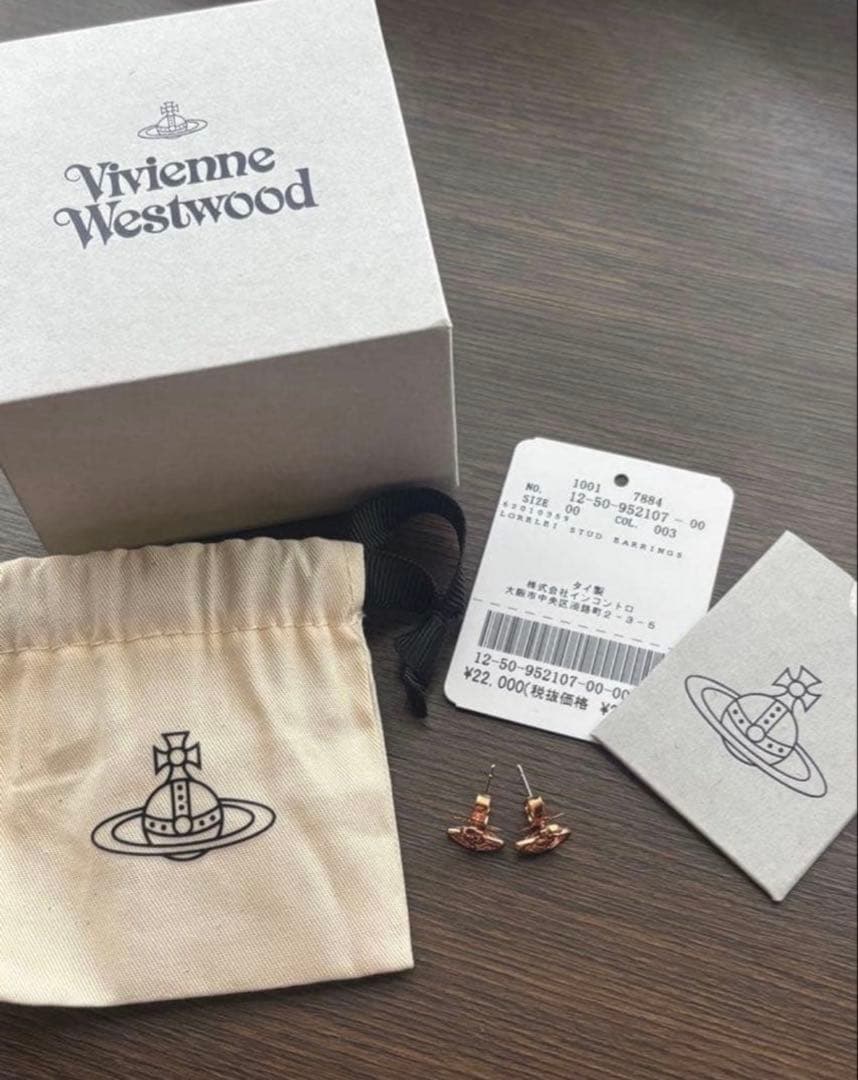 Vivienne
Westwood
NO. 1001 7884
12-50-952107-00
SIZE 00 COL. 003
62010369
LORELEI STUD EARRINGS
タイ製
株式会社インコントロ
大阪市中央区淡路町2-3-5
12-50-952107-00-00
¥22,000(税抜価格 ¥2